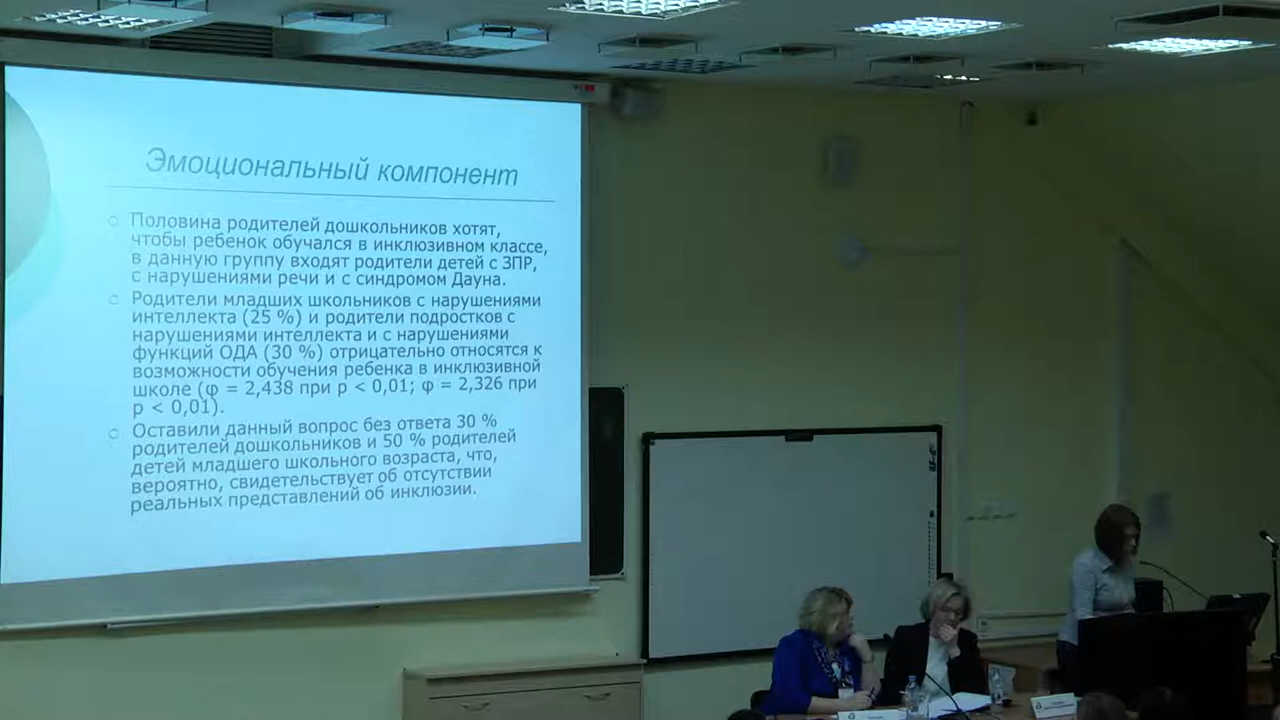 Эмоциональный компонент
Половина родителей дошкольников хотят,
чтобы ребенок обучался в инклюзивном классе,
в данную группу входят родители детей с ЗПР,
с нарушениями речи и с синдромом Дауна.
Родители младших школьников с нарушениями
интеллекта (25 %) и родители подростков с
нарушениями интеллекта и с нарушениями
функций ОДА (30 %) отрицательно относятся к
возможности обучения ребенка в инклюзивной
школе (φ = 2,438 при p < 0,01; φ = 2,326 при
p < 0,01).
Оставили данный вопрос без ответа 30 %
родителей дошкольников и 50 % родителей
детей младшего школьного возраста, что,
вероятно, свидетельствует об отсутствии
реальных представлений об инклюзии.